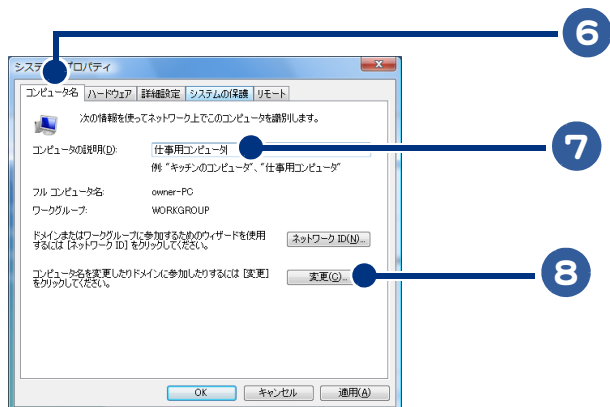 6
システ プロパティ
コンピュータ名 ハードウェア 詳細設定 システムの保護 リモート
次の情報を使ってネットワーク上でこのコンピュータを識別します。
コンピュータの説明(D): 仕事用コンピュータ
7
例: "キッチンのコンピュータ"、"仕事用コンピュータ"
フル コンピュータ名: owner-PC
ワークグループ: WORKGROUP
ドメインまたはワークグループに参加するためのウィザードを使用
するには [ネットワーク ID] をクリックしてください。
ネットワーク ID(N)...
コンピュータ名を変更したりドメインに参加したりするには [変更]
をクリックしてください。
変更(C)...
8
OK キャンセル 適用(A)